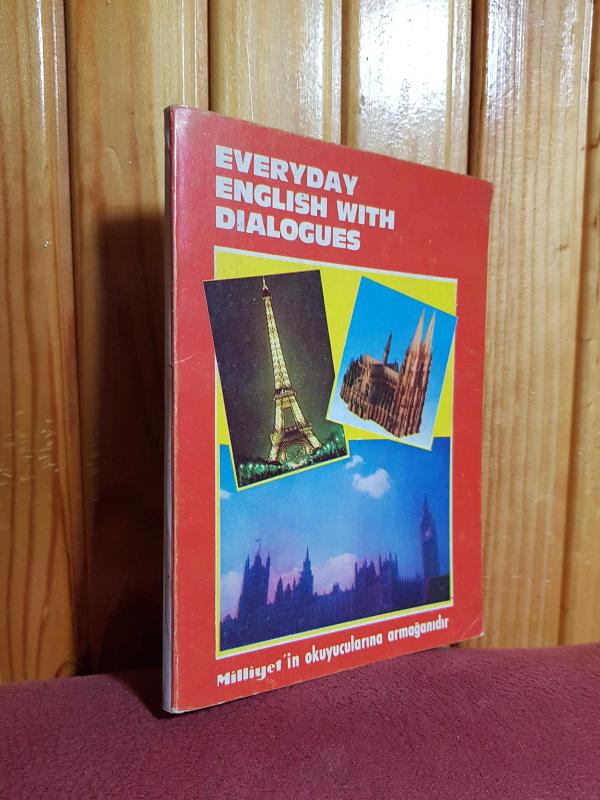 EVERYDAY
ENGLISH WITH
DIALOGUES
Milliyet'in okuyucularına armağanıdır